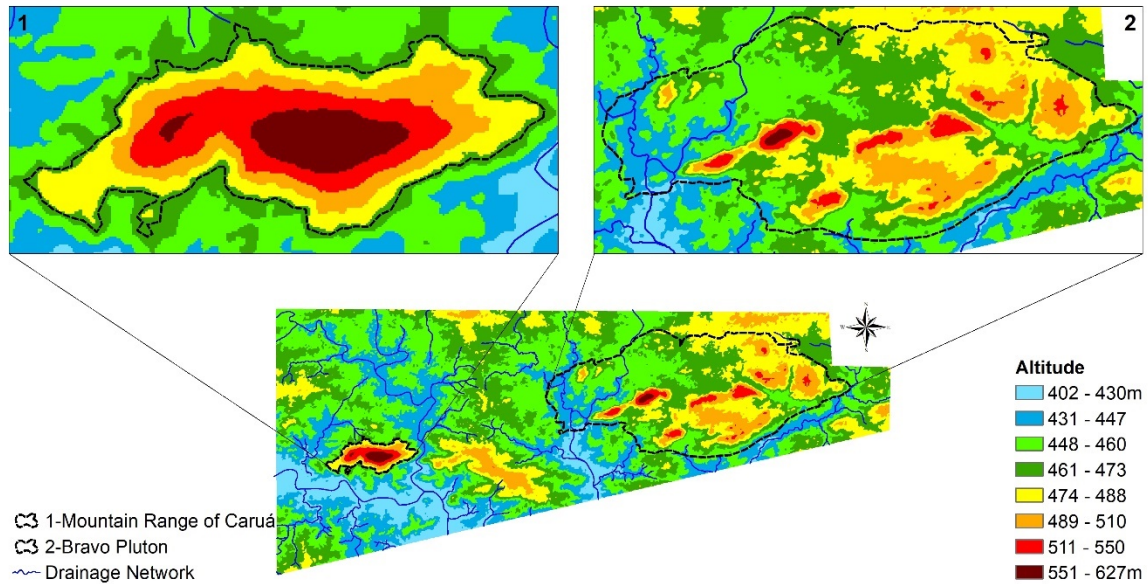 1
2
N
W
E
S
Altitude
402 - 430m
431 - 447
448 - 460
461 - 473
474 - 488
489 - 510
511 - 550
551 - 627m
1-Mountain Range of Caruá
2-Bravo Pluton
Drainage Network